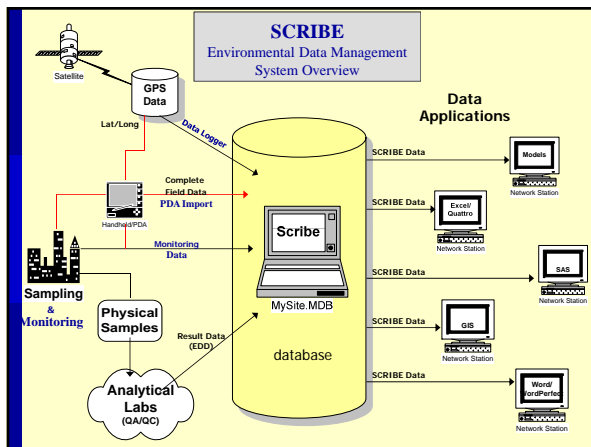 SCRIBE
Environmental Data Management
System Overview
Satellite
GPS
Data
Lat/Long
Data Logger
Data
Applications
SCRIBE Data
Models
Network Station
Complete
Field Data
PDA Import
Handheld/PDA
SCRIBE Data
Excel/
Quattro
Network Station
Scribe
MySite.MDB
database
Monitoring
Data
SCRIBE Data
SAS
Network Station
Sampling
&
Monitoring
Physical
Samples
Result Data
(EDD)
SCRIBE Data
GIS
Network Station
Analytical
Labs
(QA/QC)
SCRIBE Data
Word/
WordPerfec
Network Station